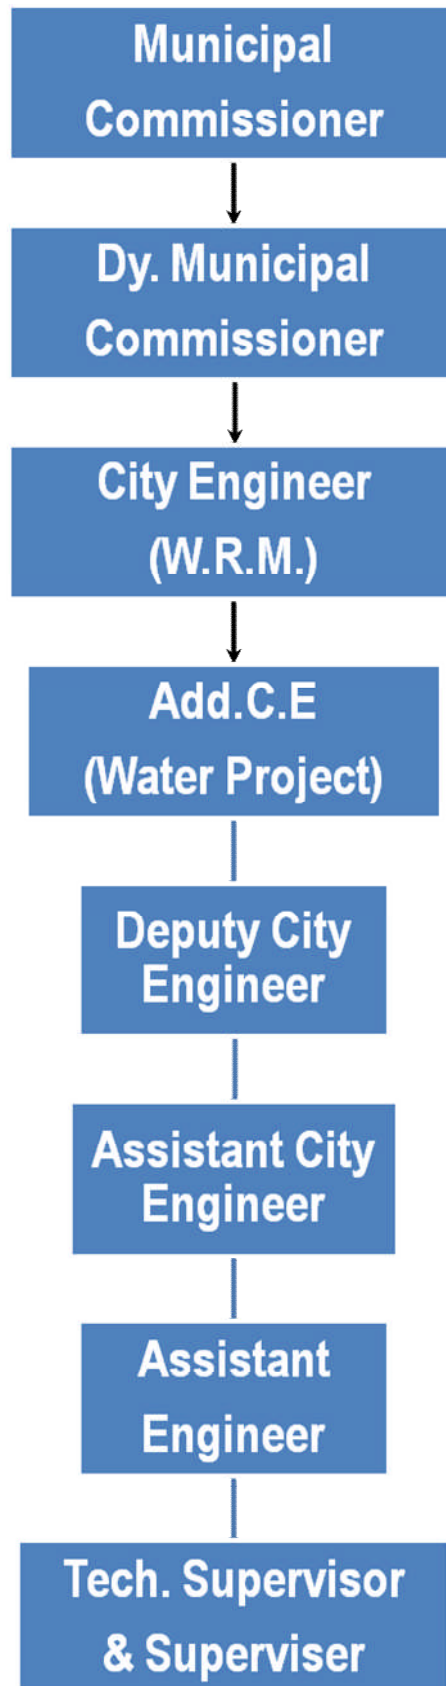 Municipal
Commissioner
Dy. Municipal
Commissioner
City Engineer
(W.R.M.)
Add.C.E
(Water Project)
Deputy City
Engineer
Assistant City
Engineer
Assistant
Engineer
Tech. Supervisor
& Superviser